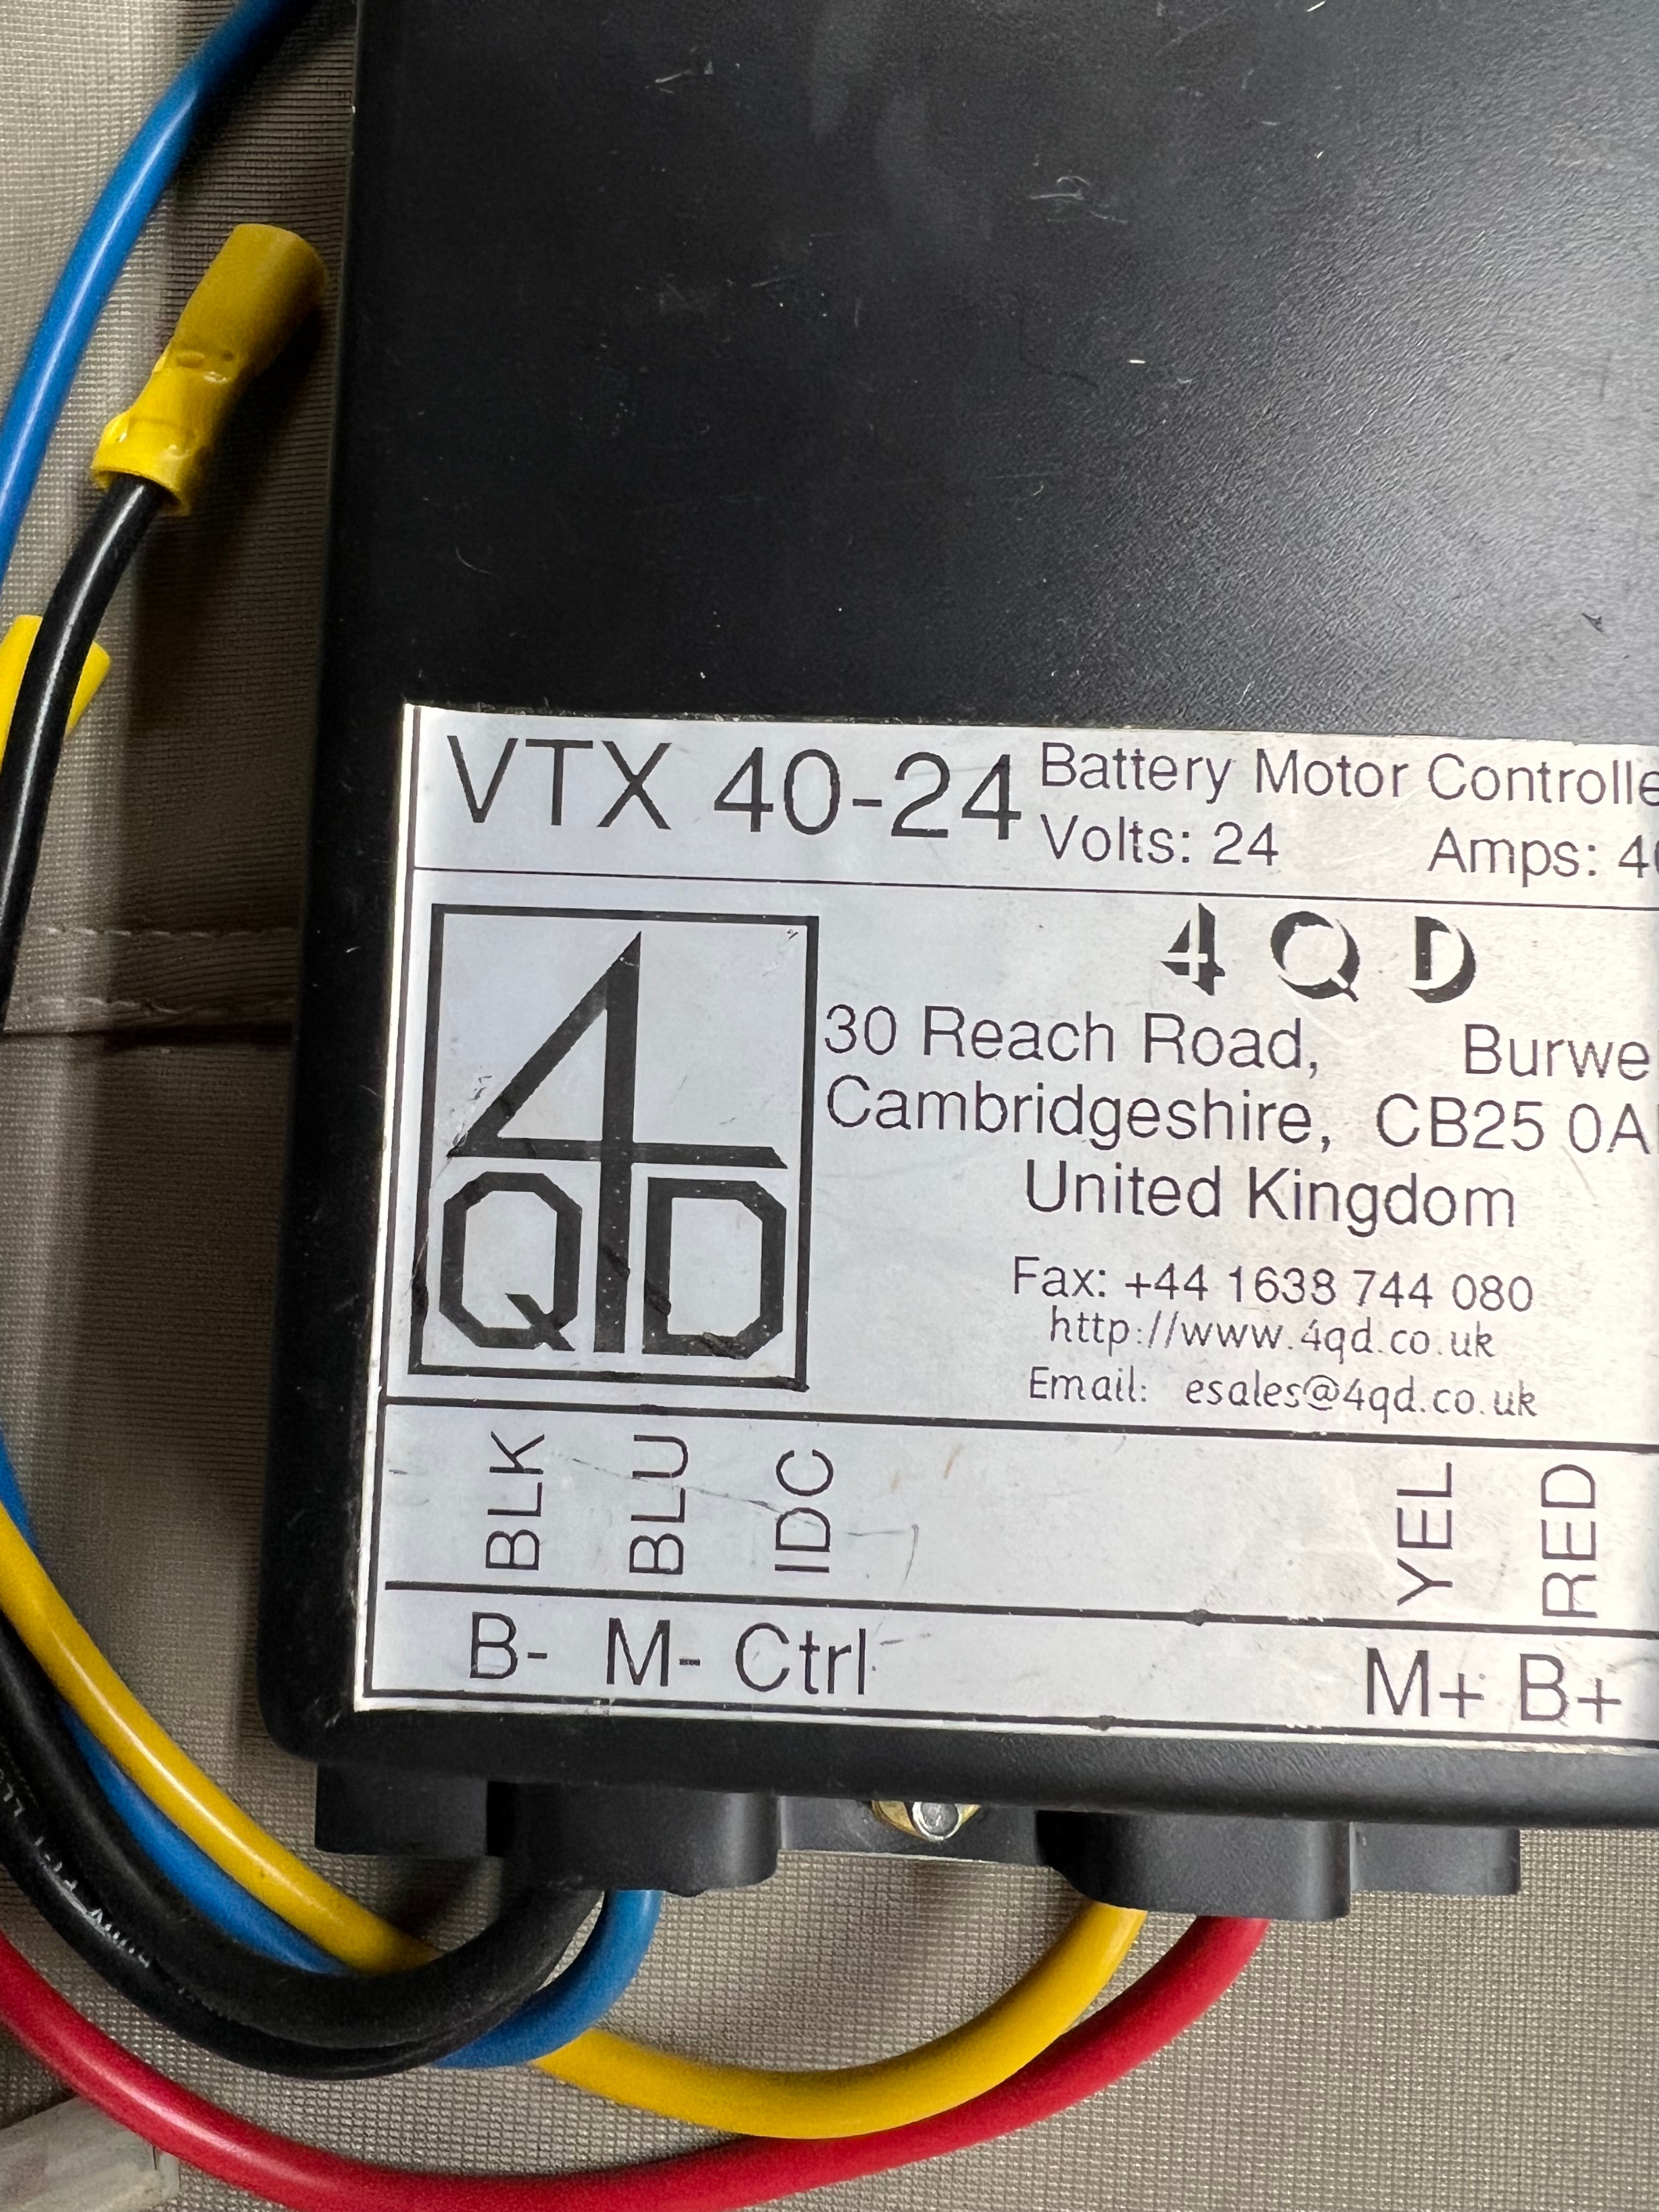 VTX 40-24
Battery Motor Controlle
Volts: 24 Amps: 40
4QD
4 Q D
30 Reach Road, Burwe
Cambridgeshire, CB25 0A
United Kingdom
Fax: +44 1638 744 080
http://www.4qd.co.uk
Email: esales@4qd.co.uk
BLK BLU IDC YEL RED
B- M- Ctrl M+ B+